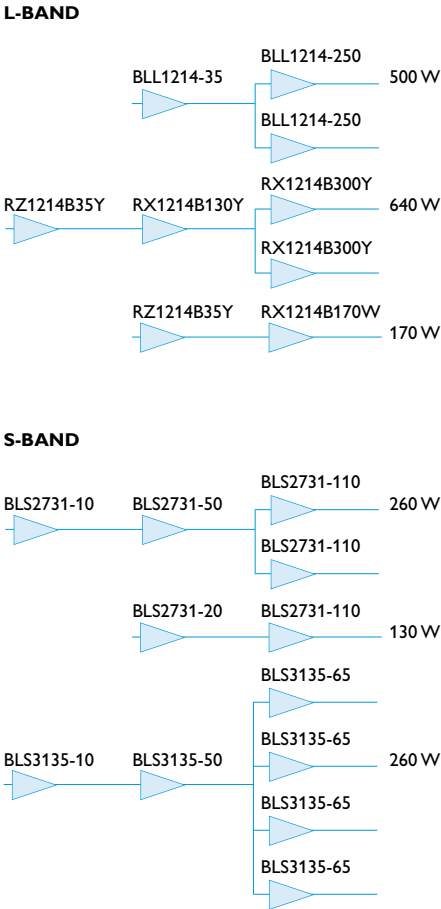 L-BAND
BLL1214-250
BLL1214-35
500 W
BLL1214-250
RX1214B300Y
RZ1214B35Y
RX1214B130Y
640 W
RX1214B300Y
RZ1214B35Y
RX1214B170W
170 W
S-BAND
BLS2731-110
BLS2731-10
BLS2731-50
260 W
BLS2731-110
BLS2731-20
BLS2731-110
130 W
BLS3135-65
BLS3135-65
BLS3135-10
BLS3135-50
260 W
BLS3135-65
BLS3135-65